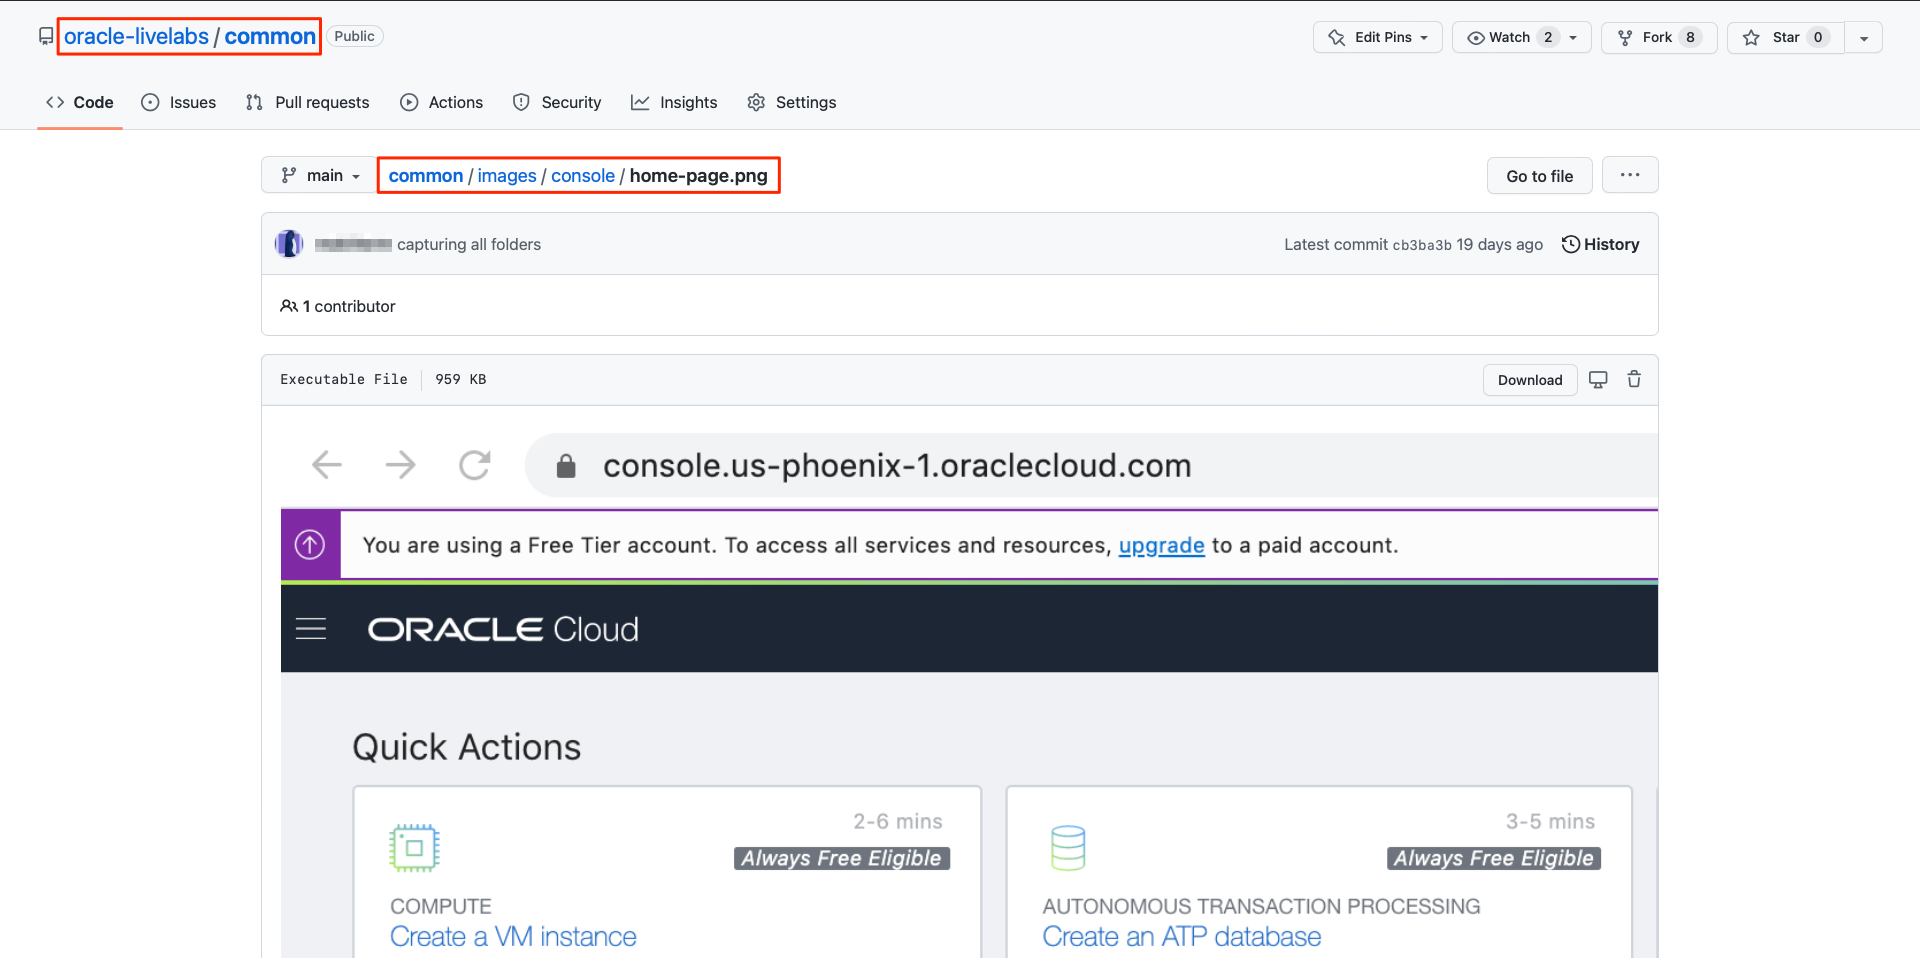 oracle-livelabs / common Public
Edit Pins Watch 2 Fork 8 Star 0
Code Issues Pull requests Actions Security Insights Settings
main common / images / console / home-page.png Go to file ...
capturing all folders Latest commit cb3ba3b 19 days ago History
1 contributor
Executable File 959 KB Download
console.us-phoenix-1.oraclecloud.com
You are using a Free Tier account. To access all services and resources, upgrade to a paid account.
ORACLE Cloud
Quick Actions
2-6 mins
Always Free Eligible
COMPUTE
Create a VM instance
3-5 mins
Always Free Eligible
AUTONOMOUS TRANSACTION PROCESSING
Create an ATP database